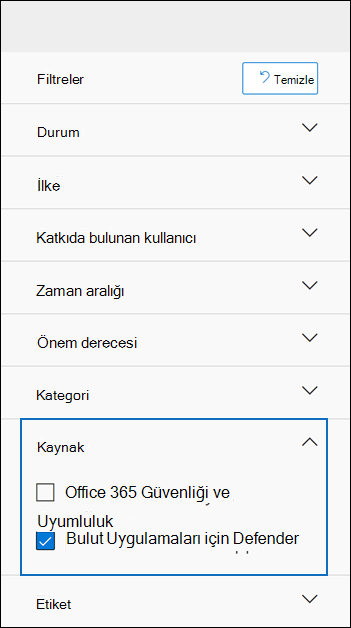 Filtreler
Temizle
Durum
İlke
Katkıda bulunan kullanıcı
Zaman aralığı
Önem derecesi
Kategori
Kaynak
Office 365 Güvenliği ve
Uyumluluk
Bulut Uygulamaları için Defender
Etiket